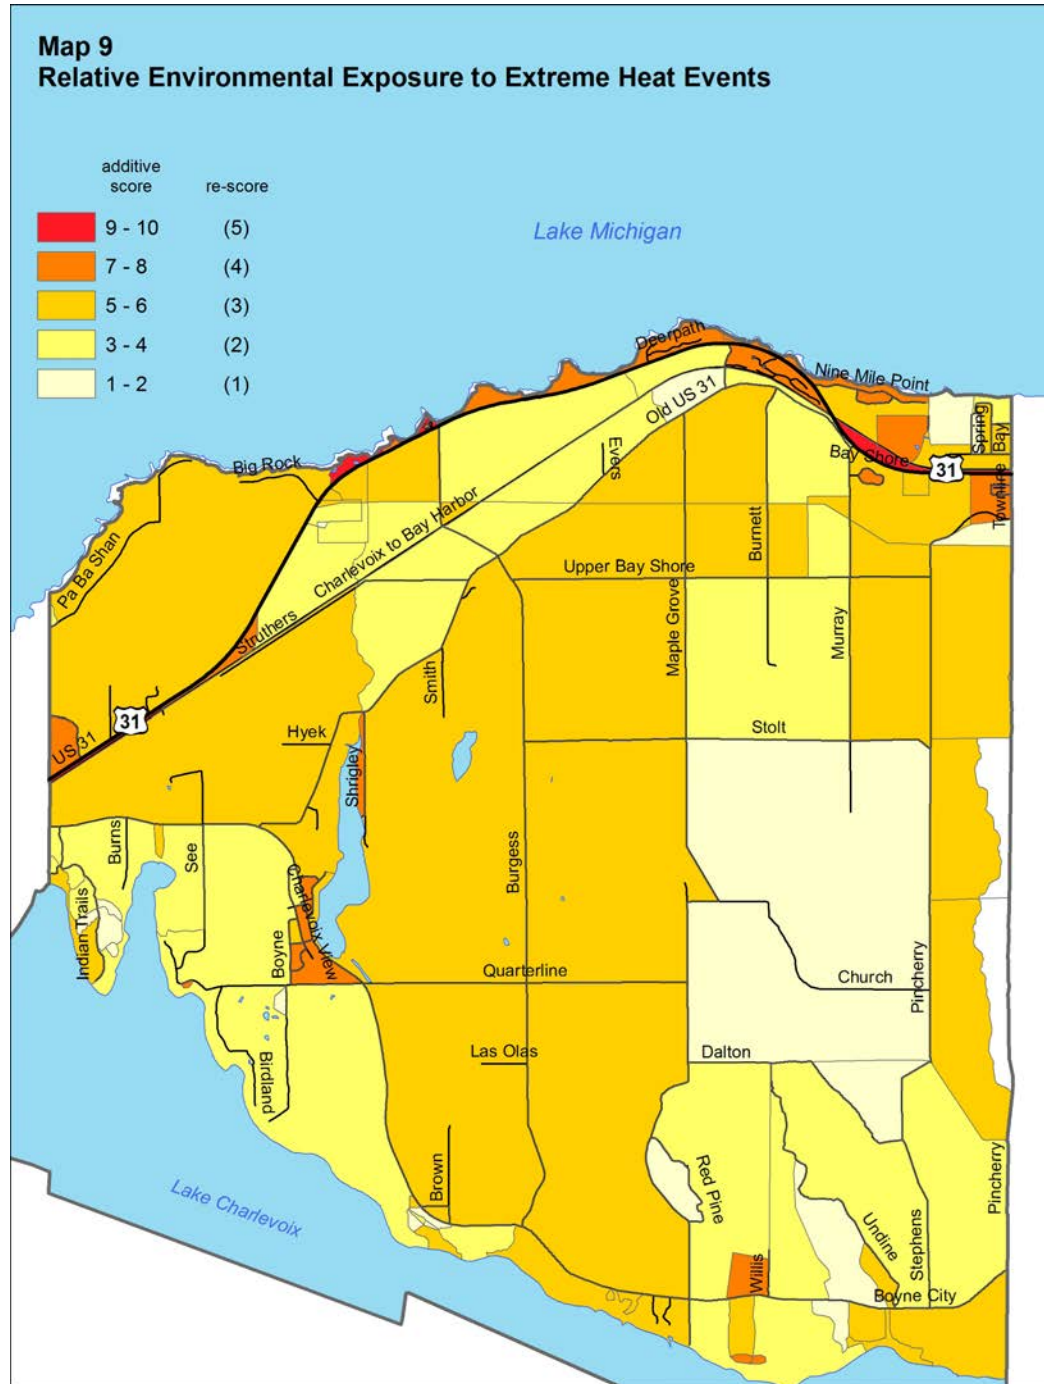 Map 9
Relative Environmental Exposure to Extreme Heat Events
additive
score
re-score
9 - 10
(5)
7 - 8
(4)
5 - 6
(3)
3 - 4
(2)
1 - 2
(1)
Lake Michigan
Deerpath
Nine Mile Point
Old US 31
Spring
Bay
Evers
Bay Shore
31
Big Rock
Townline
Charlevoix to Bay Harbor
Burnett
Pa Ba Shan
Upper Bay Shore
Struthers
Maple Grove
Murray
Smith
31
US 31
Hyek
Stolt
Shrigley
Burns
See
Burgess
Indian Trails
Charlevoix View
Boyne
Quarterline
Church
Pincherry
Las Olas
Dalton
Birdland
Brown
Red Pine
Pincherry
Lake Charlevoix
Undine
Stephens
Willis
Boyne City